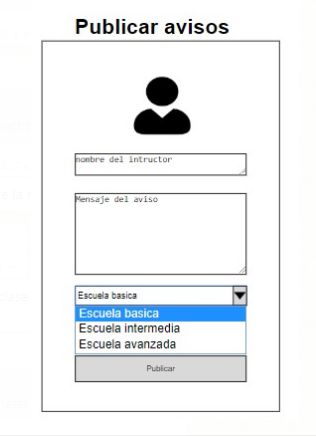 Publicar avisos
nombre del intructor
Mensaje del aviso
Escuela basica
Escuela basica
Escuela intermedia
Escuela avanzada
Publicar